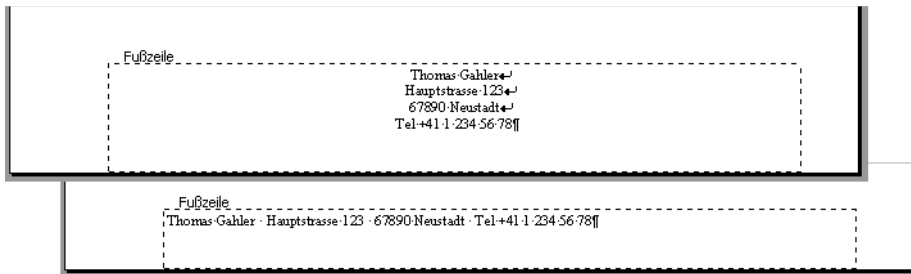 Fußzeile
Thomas·Gahler↵
Hauptstrasse·123↵
67890·Neustadt↵
Tel·+41·1·234·56·78¶
Fußzeile
Thomas·Gahler · Hauptstrasse·123 · 67890·Neustadt · Tel·+41·1·234·56·78¶